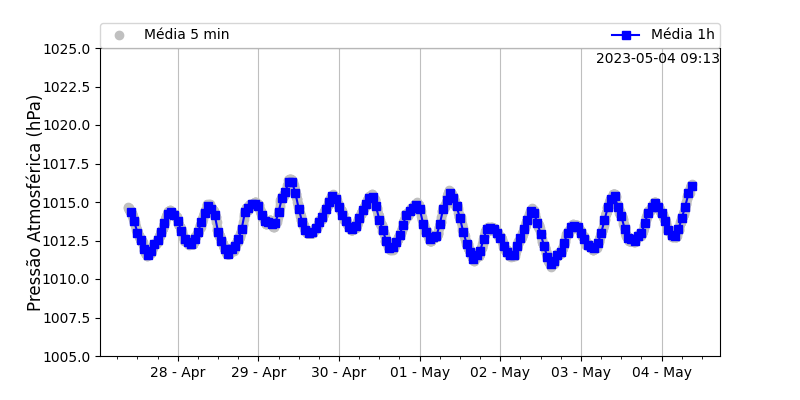 Média 5 min
Média 1h
2023-05-04 09:13
Pressão Atmosférica (hPa)
1025.0
1022.5
1020.0
1017.5
1015.0
1012.5
1010.0
1007.5
1005.0
28 - Apr
29 - Apr
30 - Apr
01 - May
02 - May
03 - May
04 - May